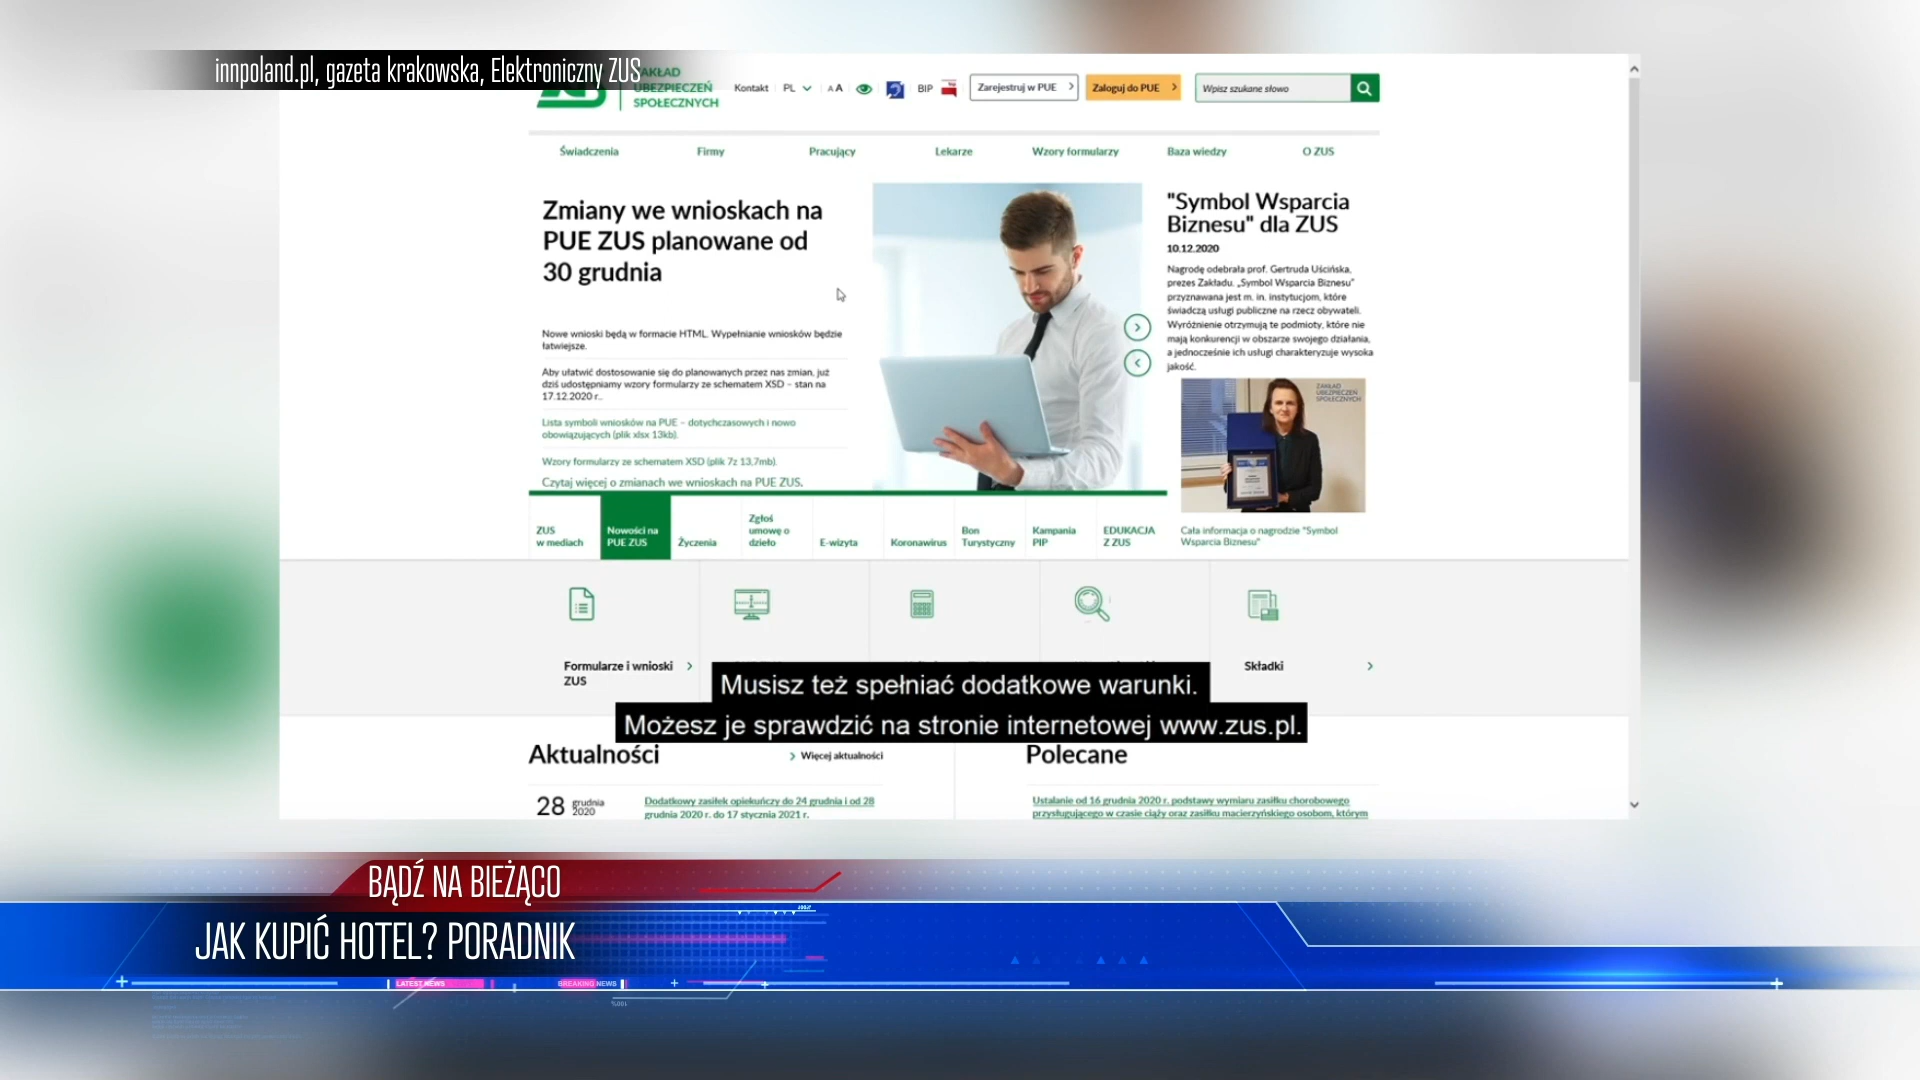 innpoland.pl, gazeta krakowska, Elektroniczny ZUS
ZAKŁAD
UBEZPIECZEŃ
SPOŁECZNYCH
Kontakt PL A A BIP Zarejestruj w PUE Zaloguj do PUE Wpisz szukane słowo
Świadczenia Firmy Pracujący Lekarze Wzory formularzy Baza wiedzy O ZUS
Zmiany we wnioskach na
PUE ZUS planowane od
30 grudnia
Nowe wnioski będą w formacie HTML. Wypełnianie wniosków będzie
łatwiejsze.
Aby ułatwić dostosowanie się do planowanych przez nas zmian, już
dziś udostępniamy wzory formularzy ze schematem XSD – stan na
17.12.2020 r..
Lista symboli wniosków na PUE – dotychczasowych i nowo
obowiązujących (plik xlsx 13kb).
Wzory formularzy ze schematem XSD (plik 7z 13,7mb).
Czytaj więcej o zmianach we wnioskach na PUE ZUS.
"Symbol Wsparcia
Biznesu" dla ZUS
10.12.2020
Nagrodę odebrała prof. Gertruda Uścińska,
prezes Zakładu. „Symbol Wsparcia Biznesu"
przyznawana jest m. in. instytucjom, które
świadczą usługi publiczne na rzecz obywateli.
Wyróżnienie otrzymują te podmioty, które nie
mają konkurencji w obszarze swojego działania,
a jednocześnie ich usługi charakteryzuje wysoka
jakość.
ZAKŁAD
UBEZPIECZEŃ
SPOŁECZNYCH
Cała informacja o nagrodzie "Symbol
Wsparcia Biznesu"
ZUS
w mediach
Nowości na
PUE ZUS
Życzenia
Zgłoś
umowę o
dzieło
E-wizyta
Koronawirus
Bon
Turystyczny
Kampania
PIP
EDUKACJA
Z ZUS
Formularze i wnioski
ZUS
Składki
Musisz też spełniać dodatkowe warunki.
Możesz je sprawdzić na stronie internetowej www.zus.pl.
Aktualności
Więcej aktualności
28 grudnia
2020
Dodatkowy zasiłek opiekuńczy do 24 grudnia i od 28
grudnia 2020 r. do 17 stycznia 2021 r.
Polecane
Ustalanie od 16 grudnia 2020 r. podstawy wymiaru zasiłku chorobowego
przysługującego w czasie ciąży oraz zasiłku macierzyńskiego osobom, którym
BĄDŹ NA BIEŻĄCO
JAK KUPIĆ HOTEL? PORADNIK
LATEST NEWS
BREAKING NEWS